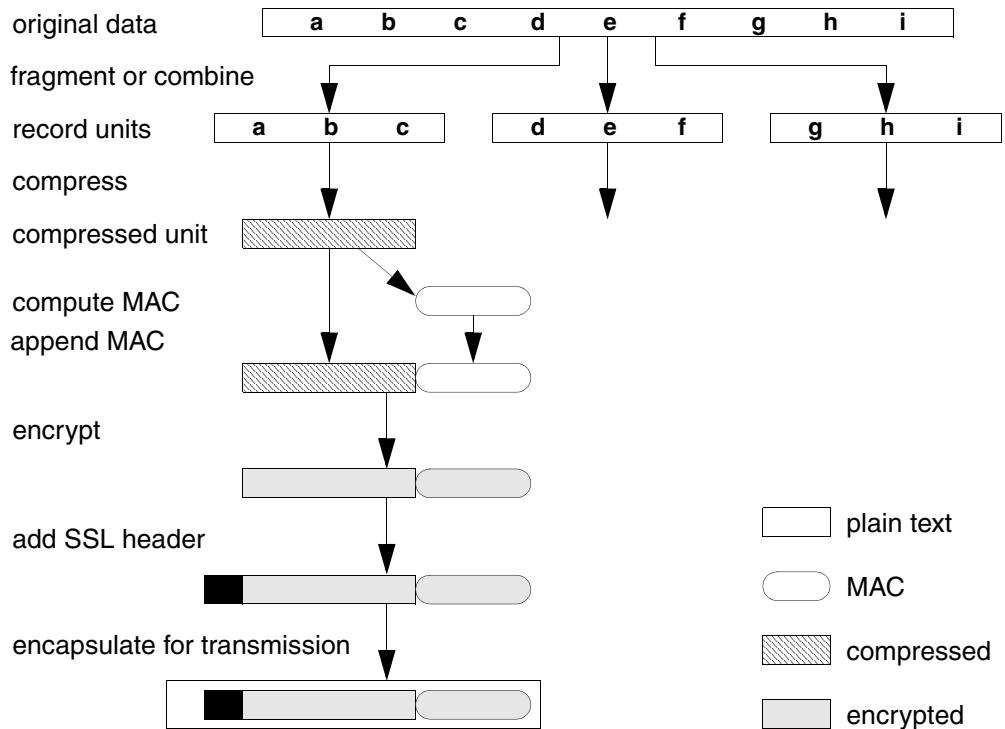 original data a b c d e f g h i
fragment or combine
record units a b c d e f g h i
compress
compressed unit
compute MAC
append MAC
encrypt
add SSL header
encapsulate for transmission
plain text
MAC
compressed
encrypted